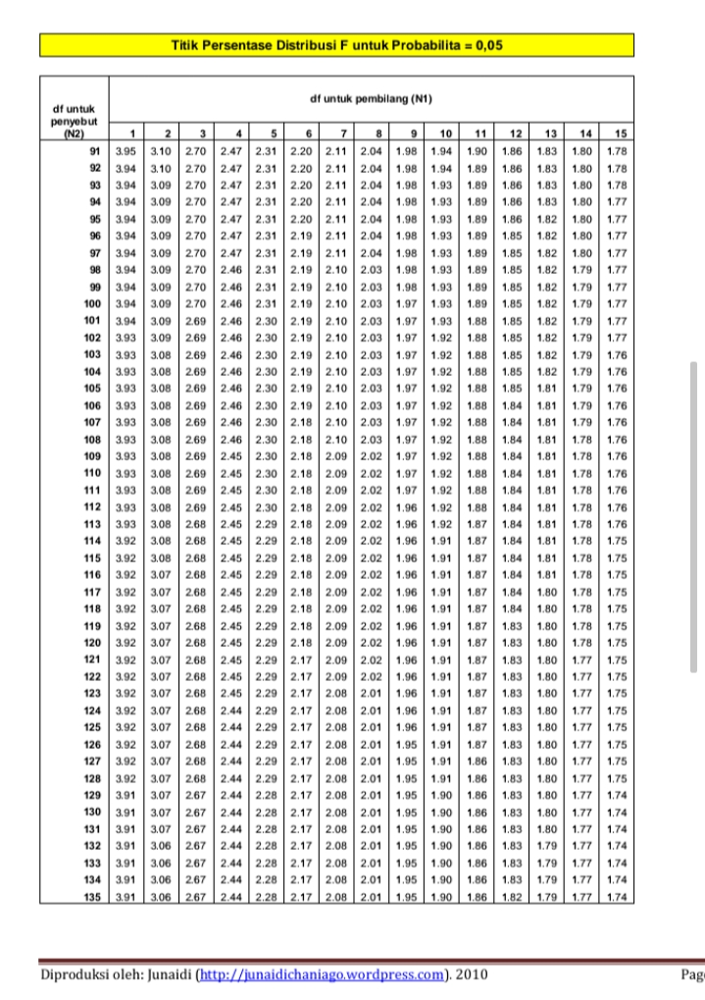 Titik Persentase Distribusi F untuk Probabilita = 0,05
df untuk pembilang (N1)
df untuk
penyebut
(N2)
1 2 3 4 5 6 7 8 9 10 11 12 13 14 15
91 3.95 3.10 2.70 2.47 2.31 2.20 2.11 2.04 1.98 1.94 1.90 1.86 1.83 1.80 1.78
92 3.94 3.10 2.70 2.47 2.31 2.20 2.11 2.04 1.98 1.94 1.89 1.86 1.83 1.80 1.78
93 3.94 3.09 2.70 2.47 2.31 2.20 2.11 2.04 1.98 1.93 1.89 1.86 1.83 1.80 1.78
94 3.94 3.09 2.70 2.47 2.31 2.20 2.11 2.04 1.98 1.93 1.89 1.86 1.83 1.80 1.77
95 3.94 3.09 2.70 2.47 2.31 2.20 2.11 2.04 1.98 1.93 1.89 1.86 1.82 1.80 1.77
96 3.94 3.09 2.70 2.47 2.31 2.19 2.11 2.04 1.98 1.93 1.89 1.85 1.82 1.80 1.77
97 3.94 3.09 2.70 2.47 2.31 2.19 2.11 2.04 1.98 1.93 1.89 1.85 1.82 1.80 1.77
98 3.94 3.09 2.70 2.46 2.31 2.19 2.10 2.03 1.98 1.93 1.89 1.85 1.82 1.79 1.77
99 3.94 3.09 2.70 2.46 2.31 2.19 2.10 2.03 1.98 1.93 1.89 1.85 1.82 1.79 1.77
100 3.94 3.09 2.70 2.46 2.31 2.19 2.10 2.03 1.97 1.93 1.89 1.85 1.82 1.79 1.77
101 3.94 3.09 2.69 2.46 2.30 2.19 2.10 2.03 1.97 1.93 1.88 1.85 1.82 1.79 1.77
102 3.93 3.09 2.69 2.46 2.30 2.19 2.10 2.03 1.97 1.92 1.88 1.85 1.82 1.79 1.77
103 3.93 3.08 2.69 2.46 2.30 2.19 2.10 2.03 1.97 1.92 1.88 1.85 1.82 1.79 1.76
104 3.93 3.08 2.69 2.46 2.30 2.19 2.10 2.03 1.97 1.92 1.88 1.85 1.82 1.79 1.76
105 3.93 3.08 2.69 2.46 2.30 2.19 2.10 2.03 1.97 1.92 1.88 1.85 1.81 1.79 1.76
106 3.93 3.08 2.69 2.46 2.30 2.19 2.10 2.03 1.97 1.92 1.88 1.84 1.81 1.79 1.76
107 3.93 3.08 2.69 2.46 2.30 2.18 2.10 2.03 1.97 1.92 1.88 1.84 1.81 1.79 1.76
108 3.93 3.08 2.69 2.46 2.30 2.18 2.10 2.03 1.97 1.92 1.88 1.84 1.81 1.78 1.76
109 3.93 3.08 2.69 2.45 2.30 2.18 2.09 2.02 1.97 1.92 1.88 1.84 1.81 1.78 1.76
110 3.93 3.08 2.69 2.45 2.30 2.18 2.09 2.02 1.97 1.92 1.88 1.84 1.81 1.78 1.76
111 3.93 3.08 2.69 2.45 2.30 2.18 2.09 2.02 1.97 1.92 1.88 1.84 1.81 1.78 1.76
112 3.93 3.08 2.69 2.45 2.30 2.18 2.09 2.02 1.96 1.92 1.88 1.84 1.81 1.78 1.76
113 3.93 3.08 2.68 2.45 2.29 2.18 2.09 2.02 1.96 1.92 1.87 1.84 1.81 1.78 1.76
114 3.92 3.08 2.68 2.45 2.29 2.18 2.09 2.02 1.96 1.91 1.87 1.84 1.81 1.78 1.75
115 3.92 3.08 2.68 2.45 2.29 2.18 2.09 2.02 1.96 1.91 1.87 1.84 1.81 1.78 1.75
116 3.92 3.07 2.68 2.45 2.29 2.18 2.09 2.02 1.96 1.91 1.87 1.84 1.81 1.78 1.75
117 3.92 3.07 2.68 2.45 2.29 2.18 2.09 2.02 1.96 1.91 1.87 1.84 1.80 1.78 1.75
118 3.92 3.07 2.68 2.45 2.29 2.18 2.09 2.02 1.96 1.91 1.87 1.84 1.80 1.78 1.75
119 3.92 3.07 2.68 2.45 2.29 2.18 2.09 2.02 1.96 1.91 1.87 1.83 1.80 1.78 1.75
120 3.92 3.07 2.68 2.45 2.29 2.18 2.09 2.02 1.96 1.91 1.87 1.83 1.80 1.78 1.75
121 3.92 3.07 2.68 2.45 2.29 2.17 2.09 2.02 1.96 1.91 1.87 1.83 1.80 1.77 1.75
122 3.92 3.07 2.68 2.45 2.29 2.17 2.09 2.02 1.96 1.91 1.87 1.83 1.80 1.77 1.75
123 3.92 3.07 2.68 2.45 2.29 2.17 2.08 2.01 1.96 1.91 1.87 1.83 1.80 1.77 1.75
124 3.92 3.07 2.68 2.44 2.29 2.17 2.08 2.01 1.96 1.91 1.87 1.83 1.80 1.77 1.75
125 3.92 3.07 2.68 2.44 2.29 2.17 2.08 2.01 1.96 1.91 1.87 1.83 1.80 1.77 1.75
126 3.92 3.07 2.68 2.44 2.29 2.17 2.08 2.01 1.95 1.91 1.87 1.83 1.80 1.77 1.75
127 3.92 3.07 2.68 2.44 2.29 2.17 2.08 2.01 1.95 1.91 1.86 1.83 1.80 1.77 1.75
128 3.92 3.07 2.68 2.44 2.29 2.17 2.08 2.01 1.95 1.91 1.86 1.83 1.80 1.77 1.75
129 3.91 3.07 2.67 2.44 2.28 2.17 2.08 2.01 1.95 1.90 1.86 1.83 1.80 1.77 1.74
130 3.91 3.07 2.67 2.44 2.28 2.17 2.08 2.01 1.95 1.90 1.86 1.83 1.80 1.77 1.74
131 3.91 3.07 2.67 2.44 2.28 2.17 2.08 2.01 1.95 1.90 1.86 1.83 1.80 1.77 1.74
132 3.91 3.06 2.67 2.44 2.28 2.17 2.08 2.01 1.95 1.90 1.86 1.83 1.79 1.77 1.74
133 3.91 3.06 2.67 2.44 2.28 2.17 2.08 2.01 1.95 1.90 1.86 1.83 1.79 1.77 1.74
134 3.91 3.06 2.67 2.44 2.28 2.17 2.08 2.01 1.95 1.90 1.86 1.83 1.79 1.77 1.74
135 3.91 3.06 2.67 2.44 2.28 2.17 2.08 2.01 1.95 1.90 1.86 1.82 1.79 1.77 1.74
Diproduksi oleh: Junaidi (http://junaidichaniago.wordpress.com). 2010 Pag